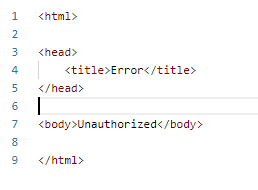 1 <html>
2
3 <head>
4     <title>Error</title>
5 </head>
6
7 <body>Unauthorized</body>
8
9 </html>